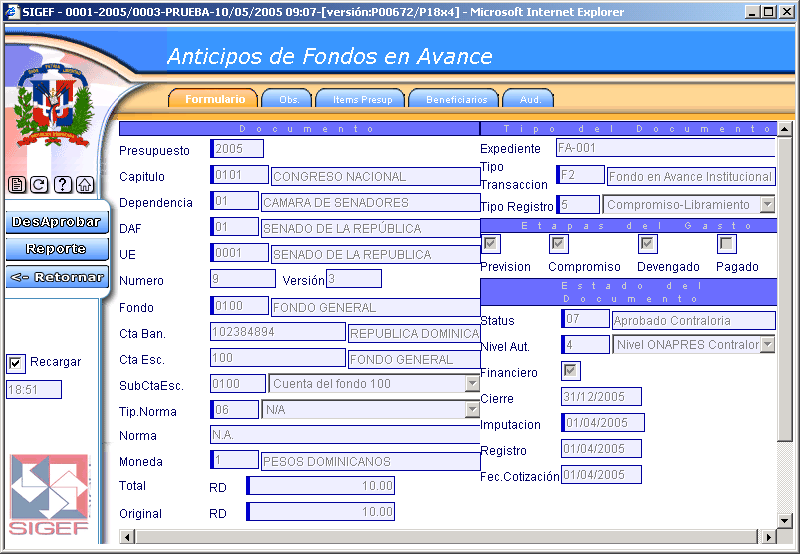 SIGEF - 0001-2005/0003-PRUEBA-10/05/2005 09:07-[versión:P00672/P18x4] - Microsoft Internet Explorer
Anticipos de Fondos en Avance
Formulario Obs. Items Presup Beneficiarios Aud.
DesAprobar
Reporte
<- Retornar
Recargar
18:51
SIGEF
Documento
Presupuesto 2005
Capitulo 0101 CONGRESO NACIONAL
Dependencia 01 CAMARA DE SENADORES
DAF 01 SENADO DE LA REPÚBLICA
UE 0001 SENADO DE LA REPUBLICA
Numero 9 Versión 3
Fondo 0100 FONDO GENERAL
Cta Ban. 102384894 REPUBLICA DOMINICA
Cta Esc. 100 FONDO GENERAL
SubCtaEsc. 0100 Cuenta del fondo 100
Tip.Norma 06 N/A
Norma N.A.
Moneda 1 PESOS DOMINICANOS
Total RD 10.00
Original RD 10.00
Tipo del Documento
Expediente FA-001
Tipo Transaccion F2 Fondo en Avance Institucional
Tipo Registro 5 Compromiso-Libramiento
Etapas del Gasto
Prevision Compromiso Devengado Pagado
Estado del
Documento
Status 07 Aprobado Contraloria
Nivel Aut. 4 Nivel ONAPRES Contralor
Financiero
Cierre 31/12/2005
Imputacion 01/04/2005
Registro 01/04/2005
Fec.Cotización 01/04/2005